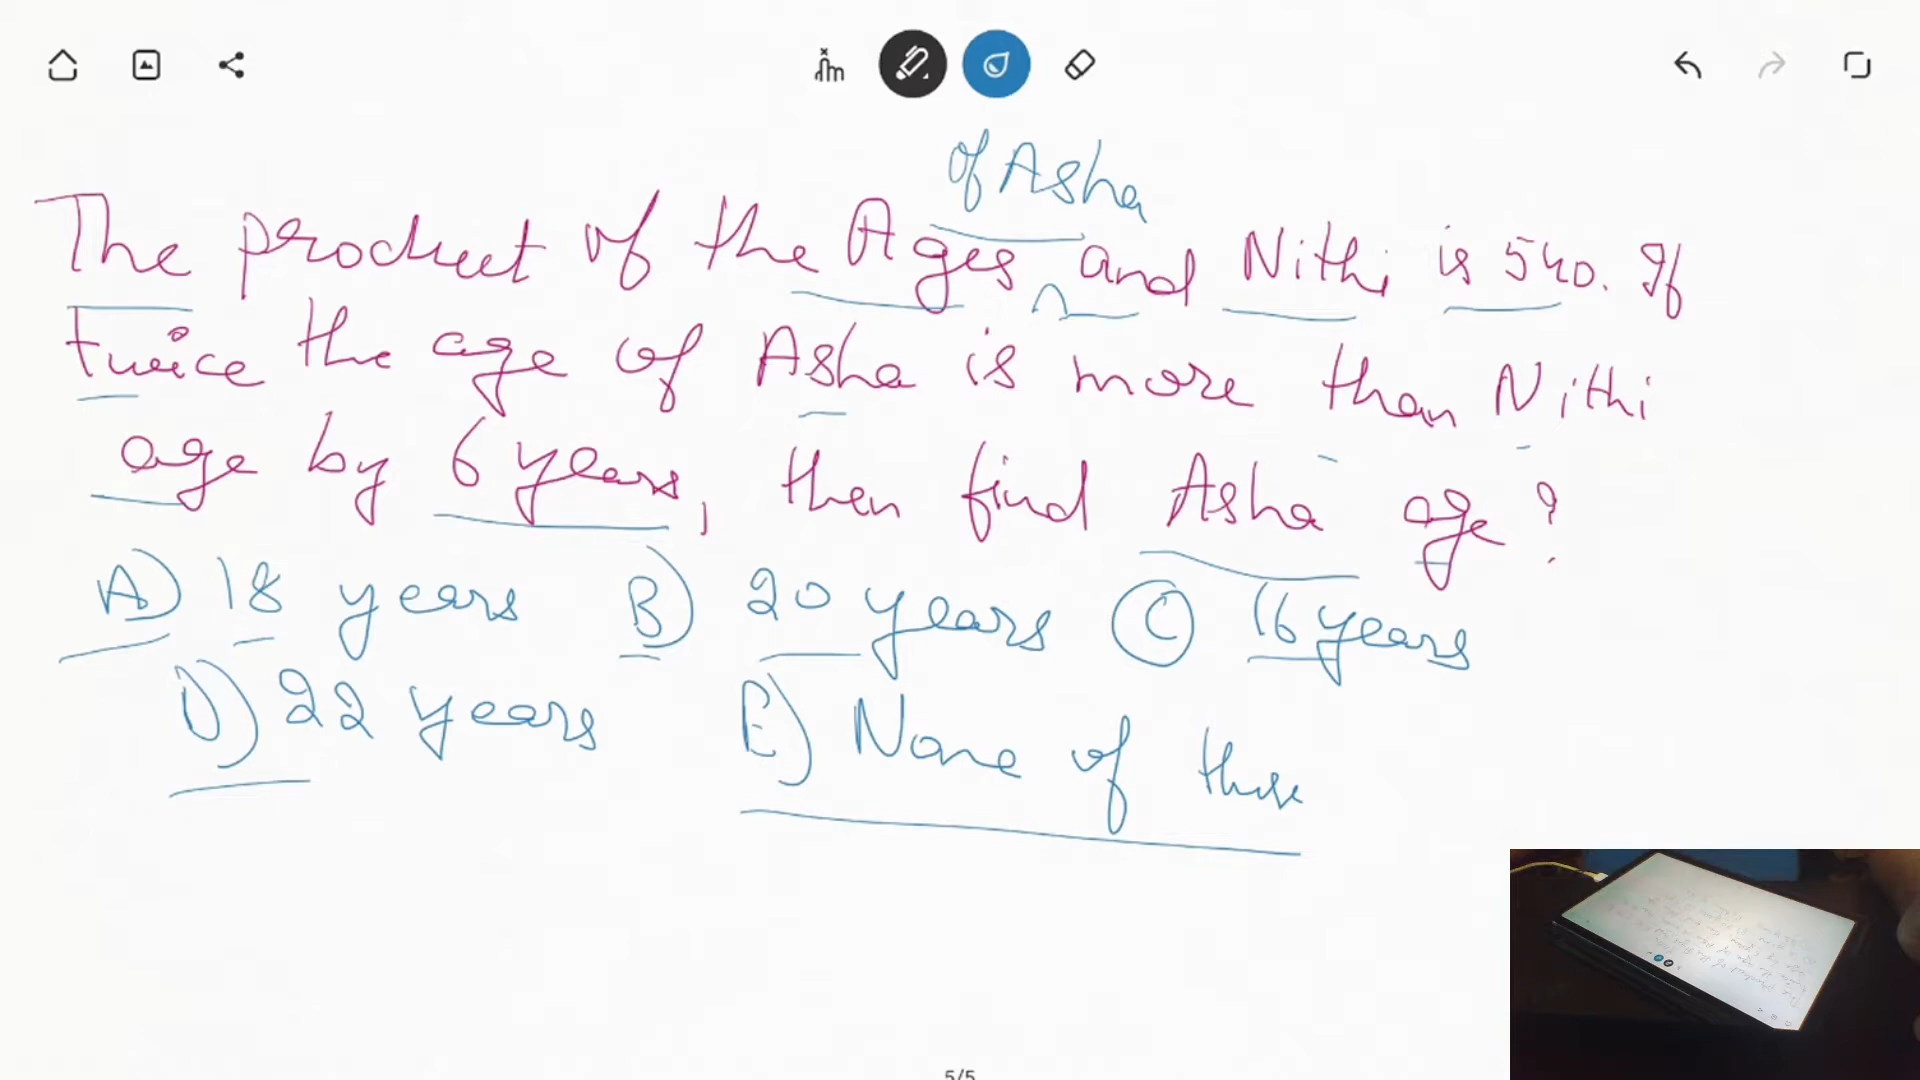 of Asha
The product of the Ages and Nithi is 540. If
twice the age of Asha is more than Nithi
age by 6 years, then find Asha age ?
A) 18 years B) 20 years C 16 years
D) 22 years E) None of these
5/5